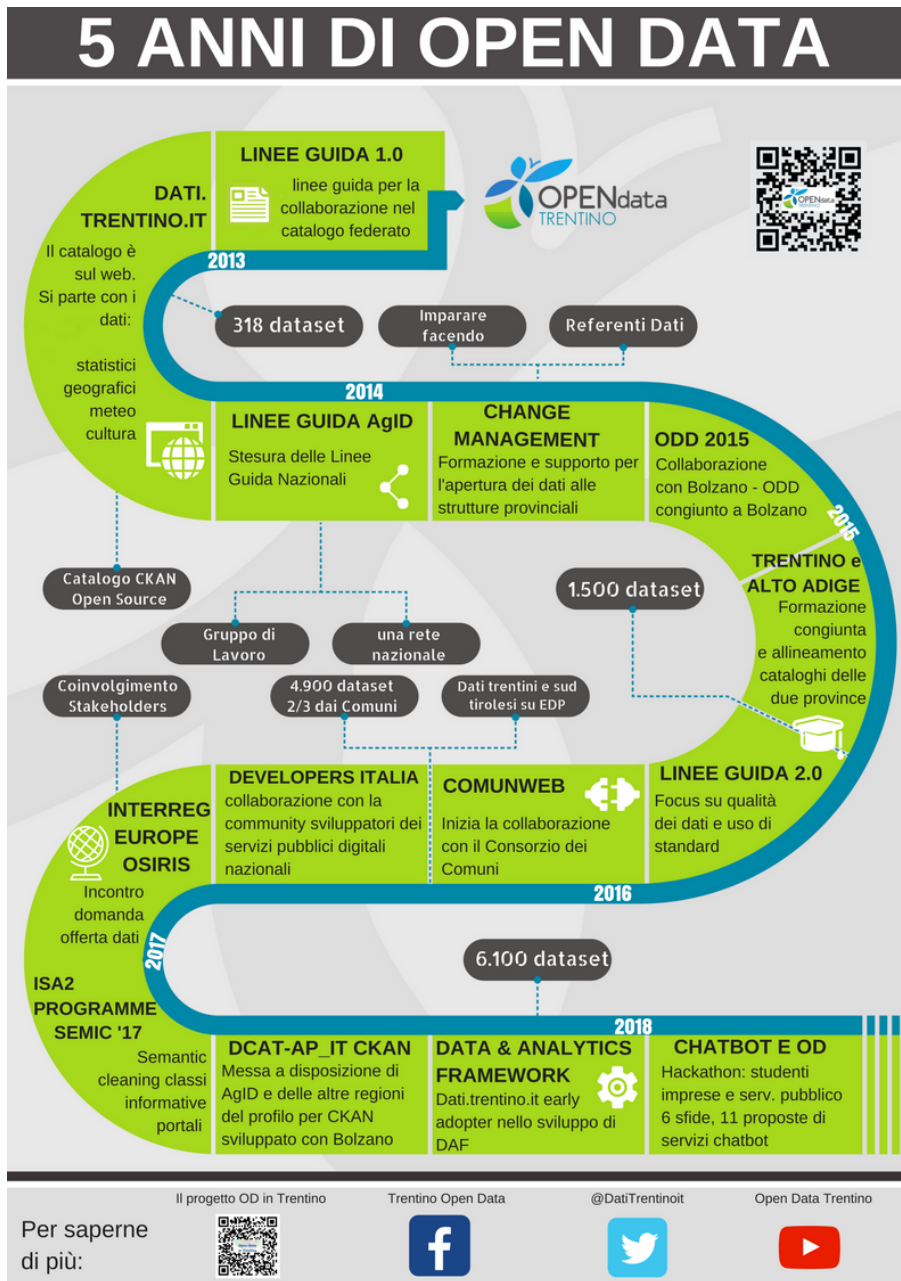 5 ANNI DI OPEN DATA
LINEE GUIDA 1.0
linee guida per la
collaborazione nel
catalogo federato
OPENdata
TRENTINO
OPENdata
TRENTINO
DATI.
TRENTINO.IT
Il catalogo è
sul web.
Si parte con i
dati:
statistici
geografici
meteo
cultura
2013
318 dataset
Imparare
facendo
Referenti Dati
2014
LINEE GUIDA AgID
Stesura delle Linee
Guida Nazionali
CHANGE
MANAGEMENT
Formazione e supporto per
l'apertura dei dati alle
strutture provinciali
ODD 2015
Collaborazione
con Bolzano - ODD
congiunto a Bolzano
2015
Catalogo CKAN
Open Source
Gruppo di
Lavoro
una rete
nazionale
1.500 dataset
TRENTINO e
ALTO ADIGE
Formazione
congiunta
e allineamento
cataloghi delle
due province
Coinvolgimento
Stakeholders
4.900 dataset
2/3 dai Comuni
Dati trentini e sud
tirolesi su EDP
LINEE GUIDA 2.0
Focus su qualità
dei dati e uso di
standard
COMUNWEB
Inizia la collaborazione
con il Consorzio dei
Comuni
DEVELOPERS ITALIA
collaborazione con la
community sviluppatori dei
servizi pubblici digitali
nazionali
2016
INTERREG
EUROPE
OSIRIS
Incontro
domanda
offerta dati
2017
ISA2
PROGRAMME
SEMIC '17
Semantic
cleaning classi
informative
portali
6.100 dataset
2018
DCAT-AP_IT CKAN
Messa a disposizione di
AgID e delle altre regioni
del profilo per CKAN
sviluppato con Bolzano
DATA & ANALYTICS
FRAMEWORK
Dati.trentino.it early
adopter nello sviluppo di
DAF
CHATBOT E OD
Hackathon: studenti
imprese e serv. pubblico
6 sfide, 11 proposte di
servizi chatbot
Per saperne
di più:
Il progetto OD in Trentino
Trentino Open Data
@DatiTrentinoit
Open Data Trentino